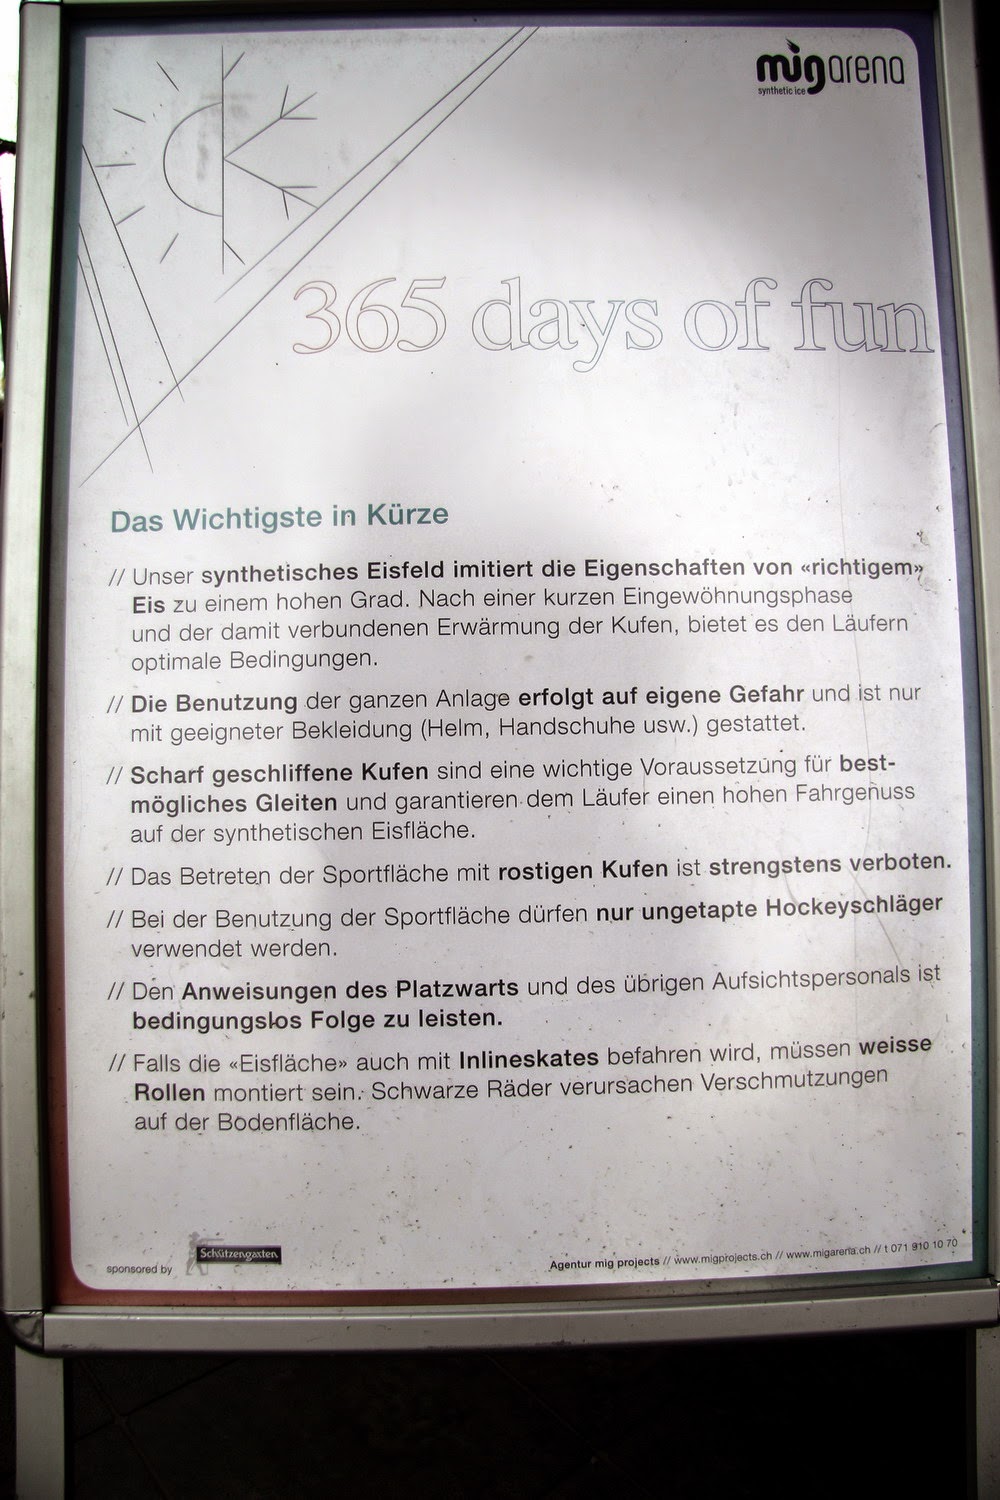 mig arena
synthetic ice
365 days of fun
Das Wichtigste in Kürze
// Unser synthetisches Eisfeld imitiert die Eigenschaften von «richtigem»
Eis zu einem hohen Grad. Nach einer kurzen Eingewöhnungsphase
und der damit verbundenen Erwärmung der Kufen, bietet es den Läufern
optimale Bedingungen.
// Die Benutzung der ganzen Anlage erfolgt auf eigene Gefahr und ist nur
mit geeigneter Bekleidung (Helm, Handschuhe usw.) gestattet.
// Scharf geschliffene Kufen sind eine wichtige Voraussetzung für best-
mögliches Gleiten und garantieren dem Läufer einen hohen Fahrgenuss
auf der synthetischen Eisfläche.
// Das Betreten der Sportfläche mit rostigen Kufen ist strengstens verboten.
// Bei der Benutzung der Sportfläche dürfen nur ungetapte Hockeyschläger
verwendet werden.
// Den Anweisungen des Platzwarts und des übrigen Aufsichtspersonals ist
bedingungslos Folge zu leisten.
// Falls die «Eisfläche» auch mit Inlineskates befahren wird, müssen weisse
Rollen montiert sein. Schwarze Räder verursachen Verschmutzungen
auf der Bodenfläche.
sponsored by Schützengarten
Agentur mig projects // www.migprojects.ch // www.migarena.ch // t 071 910 10 70